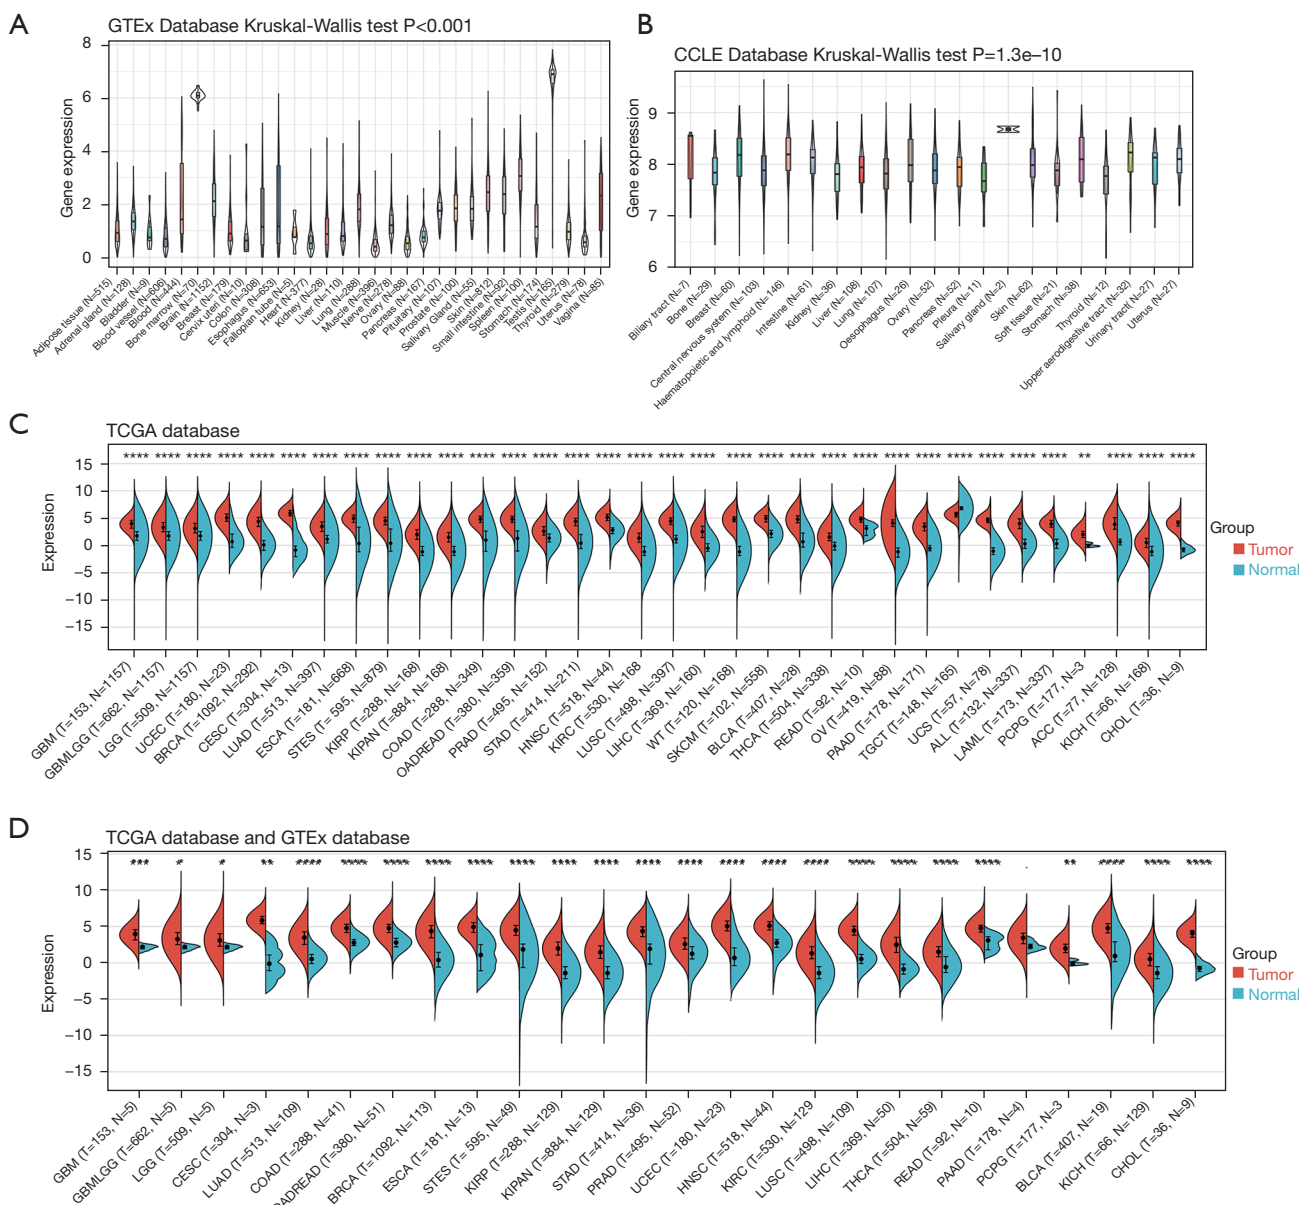 A
GTEx Database Kruskal-Wallis test P<0.001
Gene expression
8
6
4
2
0
Adipose tissue (N=515)
Adrenal gland (N=128)
Bladder (N=9)
Blood vessel (N=606)
Bone marrow (N=70)
Brain (N=1152)
Breast (N=179)
Cervix uteri (N=10)
Colon (N=308)
Esophagus (N=653)
Fallopian tube (N=5)
Heart (N=377)
Kidney (N=28)
Liver (N=110)
Lung (N=288)
Muscle (N=396)
Nerve (N=278)
Ovary (N=88)
Pancreas (N=167)
Pituitary (N=107)
Prostate (N=100)
Salivary Gland (N=55)
Skin (N=812)
Small intestine (N=92)
Spleen (N=100)
Stomach (N=174)
Testis (N=165)
Thyroid (N=279)
Uterus (N=78)
Vagina (N=85)
B
CCLE Database Kruskal-Wallis test P=1.3e–10
Gene expression
9
8
7
6
Biliary tract (N=7)
Bone (N=29)
Breast (N=60)
Central nervous system (N=103)
Haematopoietic and lymphoid (N=146)
Intestine (N=61)
Kidney (N=36)
Liver (N=108)
Lung (N=107)
Oesophagus (N=26)
Ovary (N=52)
Pancreas (N=52)
Pleura (N=11)
Salivary gland (N=2)
Skin (N=62)
Soft tissue (N=21)
Stomach (N=38)
Thyroid (N=12)
Upper aerodigestive tract (N=32)
Urinary tract (N=27)
Uterus (N=27)
C
TCGA database
**** **** **** **** **** **** **** **** **** **** **** **** **** **** **** **** **** **** **** **** **** **** **** **** **** **** **** **** **** **** ** **** **** ****
Expression
15
10
5
0
−5
−10
−15
GBM (T=153, N=1157)
GBMLGG (T=662, N=1157)
LGG (T=509, N=1157)
UCEC (T=180, N=23)
BRCA (T=1092, N=292)
CESC (T=304, N=13)
LUAD (T=513, N=397)
ESCA (T=181, N=668)
STES (T= 595, N=879)
KIRP (T=288, N=168)
KIPAN (T=884, N=168)
COAD (T=288, N=349)
OADREAD (T=380, N=359)
PRAD (T=495, N=152)
STAD (T=414, N=211)
HNSC (T=518, N=44)
KIRC (T=530, N=168
LUSC (T=498, N=397)
LIHC (T=369, N=160)
WT (T=120, N=168)
SKCM (T=102, N=558)
BLCA (T=407, N=28)
THCA (T=504, N=338)
READ (T=92, N=10)
OV (T=419, N=88)
PAAD (T=178, N=171)
TGCT (T=148, N=165)
UCS (T=57, N=78)
ALL (T=132, N=337)
LAML (T=173, N=337)
PCPG (T=177, N=3
ACC (T=77, N=128)
KICH (T=66, N=168)
CHOL (T=36, N=9)
Group
Tumor
Normal
D
TCGA database and GTEx database
*** * * ** **** **** **** **** **** **** **** **** **** **** **** **** **** **** **** **** **** . ** **** **** ****
Expression
15
10
5
0
−5
−10
−15
GBM (T=153, N=5)
GBMLGG (T=662, N=5)
LGG (T=509, N=5)
CESC (T=304, N=3)
LUAD (T=513, N=109)
COAD (T=288, N=41)
OADREAD (T=380, N=51)
BRCA (T=1092, N=113)
ESCA (T=181, N=13)
STES (T= 595, N=49)
KIRP (T=288, N=129)
KIPAN (T=884, N=129)
STAD (T=414, N=36)
PRAD (T=495, N=52)
UCEC (T=180, N=23)
HNSC (T=518, N=44)
KIRC (T=530, N=129
LUSC (T=498, N=109)
LIHC (T=369, N=50)
THCA (T=504, N=59)
READ (T=92, N=10)
PAAD (T=178, N=4)
PCPG (T=177, N=3
BLCA (T=407, N=19)
KICH (T=66, N=129)
CHOL (T=36, N=9)
Group
Tumor
Normal